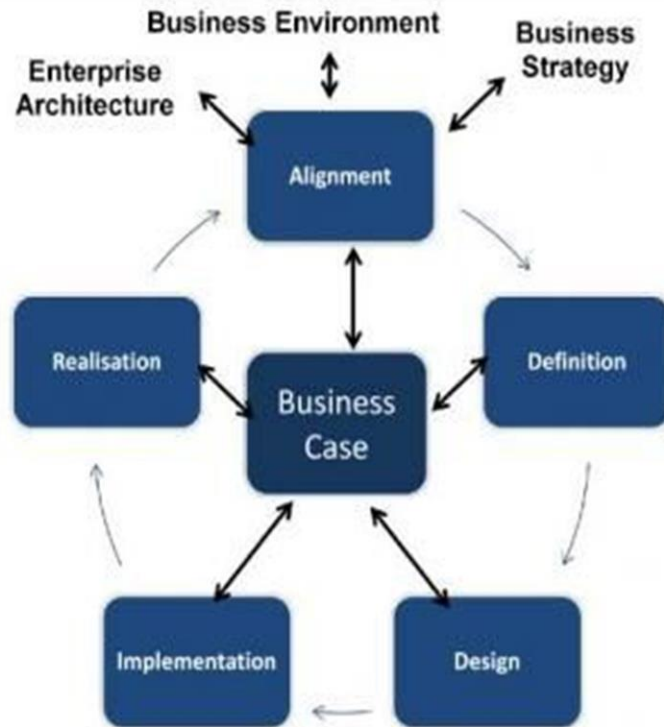 Business Environment
Business
Strategy
Enterprise
Architecture
Alignment
Realisation
Definition
Business
Case
Implementation
Design